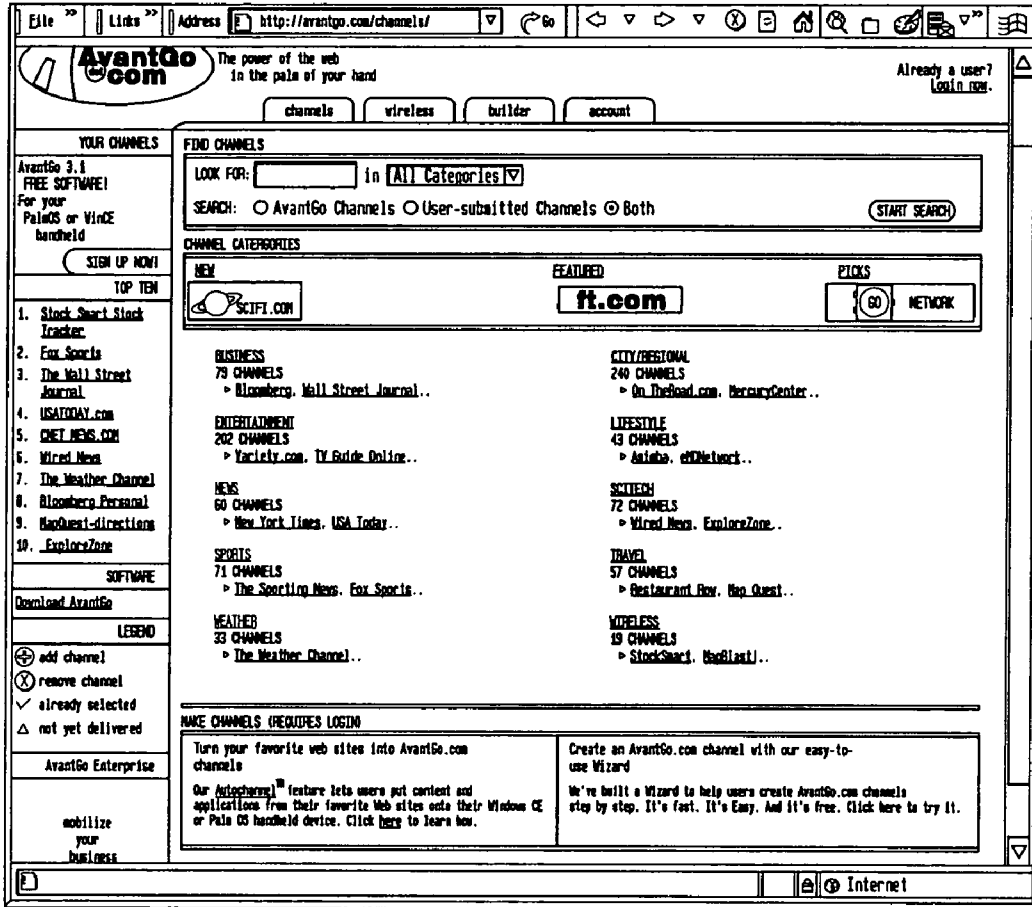 File » Links » Address http://avantgo.com/channels/ Go »
AvantGo
.com
The power of the web
in the palm of your hand
Already a user?
Login now.
channels wireless builder account
YOUR CHANNELS
AvantGo 3.1
FREE SOFTWARE!
For your
PalmOS or WinCE
handheld
SIGN UP NOW!
TOP TEN
1. Stock Smart Stock
Tracker
2. Fox Sports
3. The Wall Street
Journal
4. USATODAY.com
5. CNET NEWS.COM
6. Wired News
7. The Weather Channel
8. Bloomberg Personal
9. MapQuest-directions
10. ExploreZone
SOFTWARE
Download AvantGo
LEGEND
add channel
remove channel
already selected
not yet delivered
AvantGo Enterprise
mobilize
your
business
FIND CHANNELS
LOOK FOR: in All Categories
SEARCH: AvantGo Channels User-submitted Channels Both START SEARCH
CHANNEL CATERGORIES
NEW FEATURED PICKS
SCIFI.COM ft.com GO NETWORK
BUSINESS
79 CHANNELS
Bloomberg, Wall Street Journal..
ENTERTAINMENT
202 CHANNELS
Variety.com, TV Guide Online..
NEWS
60 CHANNELS
New York Times, USA Today..
SPORTS
71 CHANNELS
The Sporting News, Fox Sports..
WEATHER
33 CHANNELS
The Weather Channel..
CITY/REGIONAL
240 CHANNELS
On TheRoad.com, MercuryCenter..
LIFESTYLE
43 CHANNELS
Asimba, eMDNetwork..
SCITECH
72 CHANNELS
Wired News, ExploreZone..
TRAVEL
57 CHANNELS
Restaurant Row, Map Quest..
WIRELESS
19 CHANNELS
StockSmart, MapBlast!..
MAKE CHANNELS (REQUIRES LOGIN)
Turn your favorite web sites into AvantGo.com
channels
Our Autochannel™ feature lets users put content and
applications from their favorite Web sites onto their Windows CE
or Palm OS handheld device. Click here to learn how.
Create an AvantGo.com channel with our easy-to-
use Wizard
We've built a Wizard to help users create AvantGo.com channels
step by step. It's fast. It's Easy. And it's free. Click here to try it.
Internet